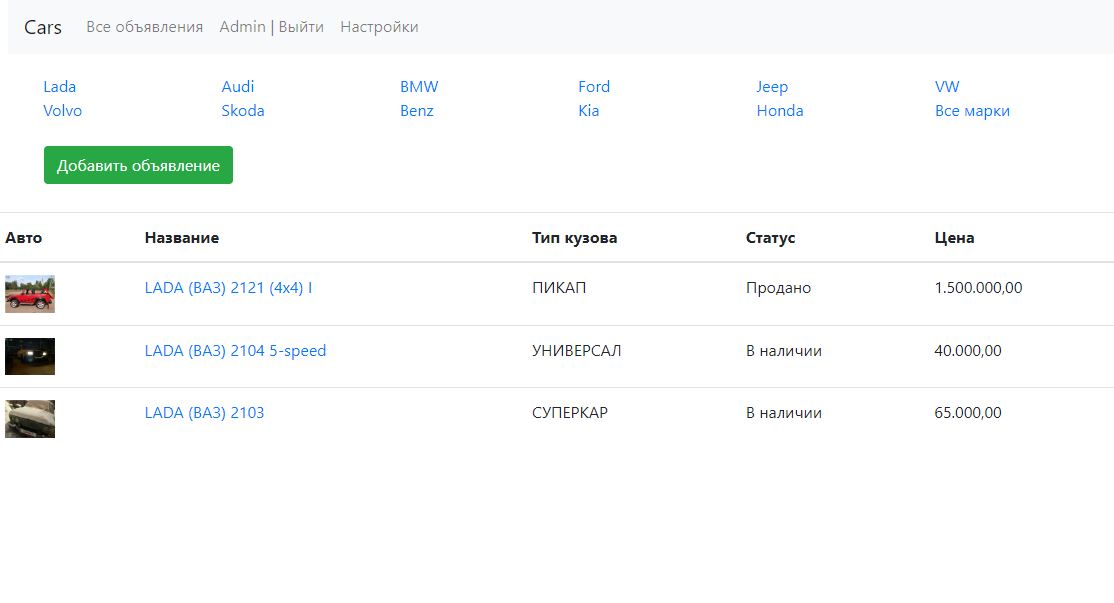 Cars Все объявления Admin | Выйти Настройки
Lada Audi BMW Ford Jeep VW
Volvo Skoda Benz Kia Honda Все марки
Добавить объявление
Авто Название Тип кузова Статус Цена
LADA (ВАЗ) 2121 (4x4) I ПИКАП Продано 1.500.000,00
LADA (ВАЗ) 2104 5-speed УНИВЕРСАЛ В наличии 40.000,00
LADA (ВАЗ) 2103 СУПЕРКАР В наличии 65.000,00